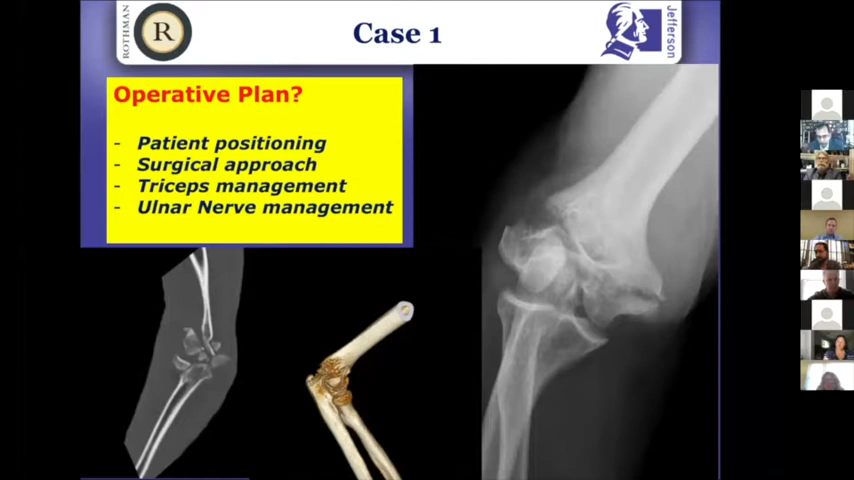 ROTHMAN
R
Case 1
Jefferson
Operative Plan?
- Patient positioning
- Surgical approach
- Triceps management
- Ulnar Nerve management